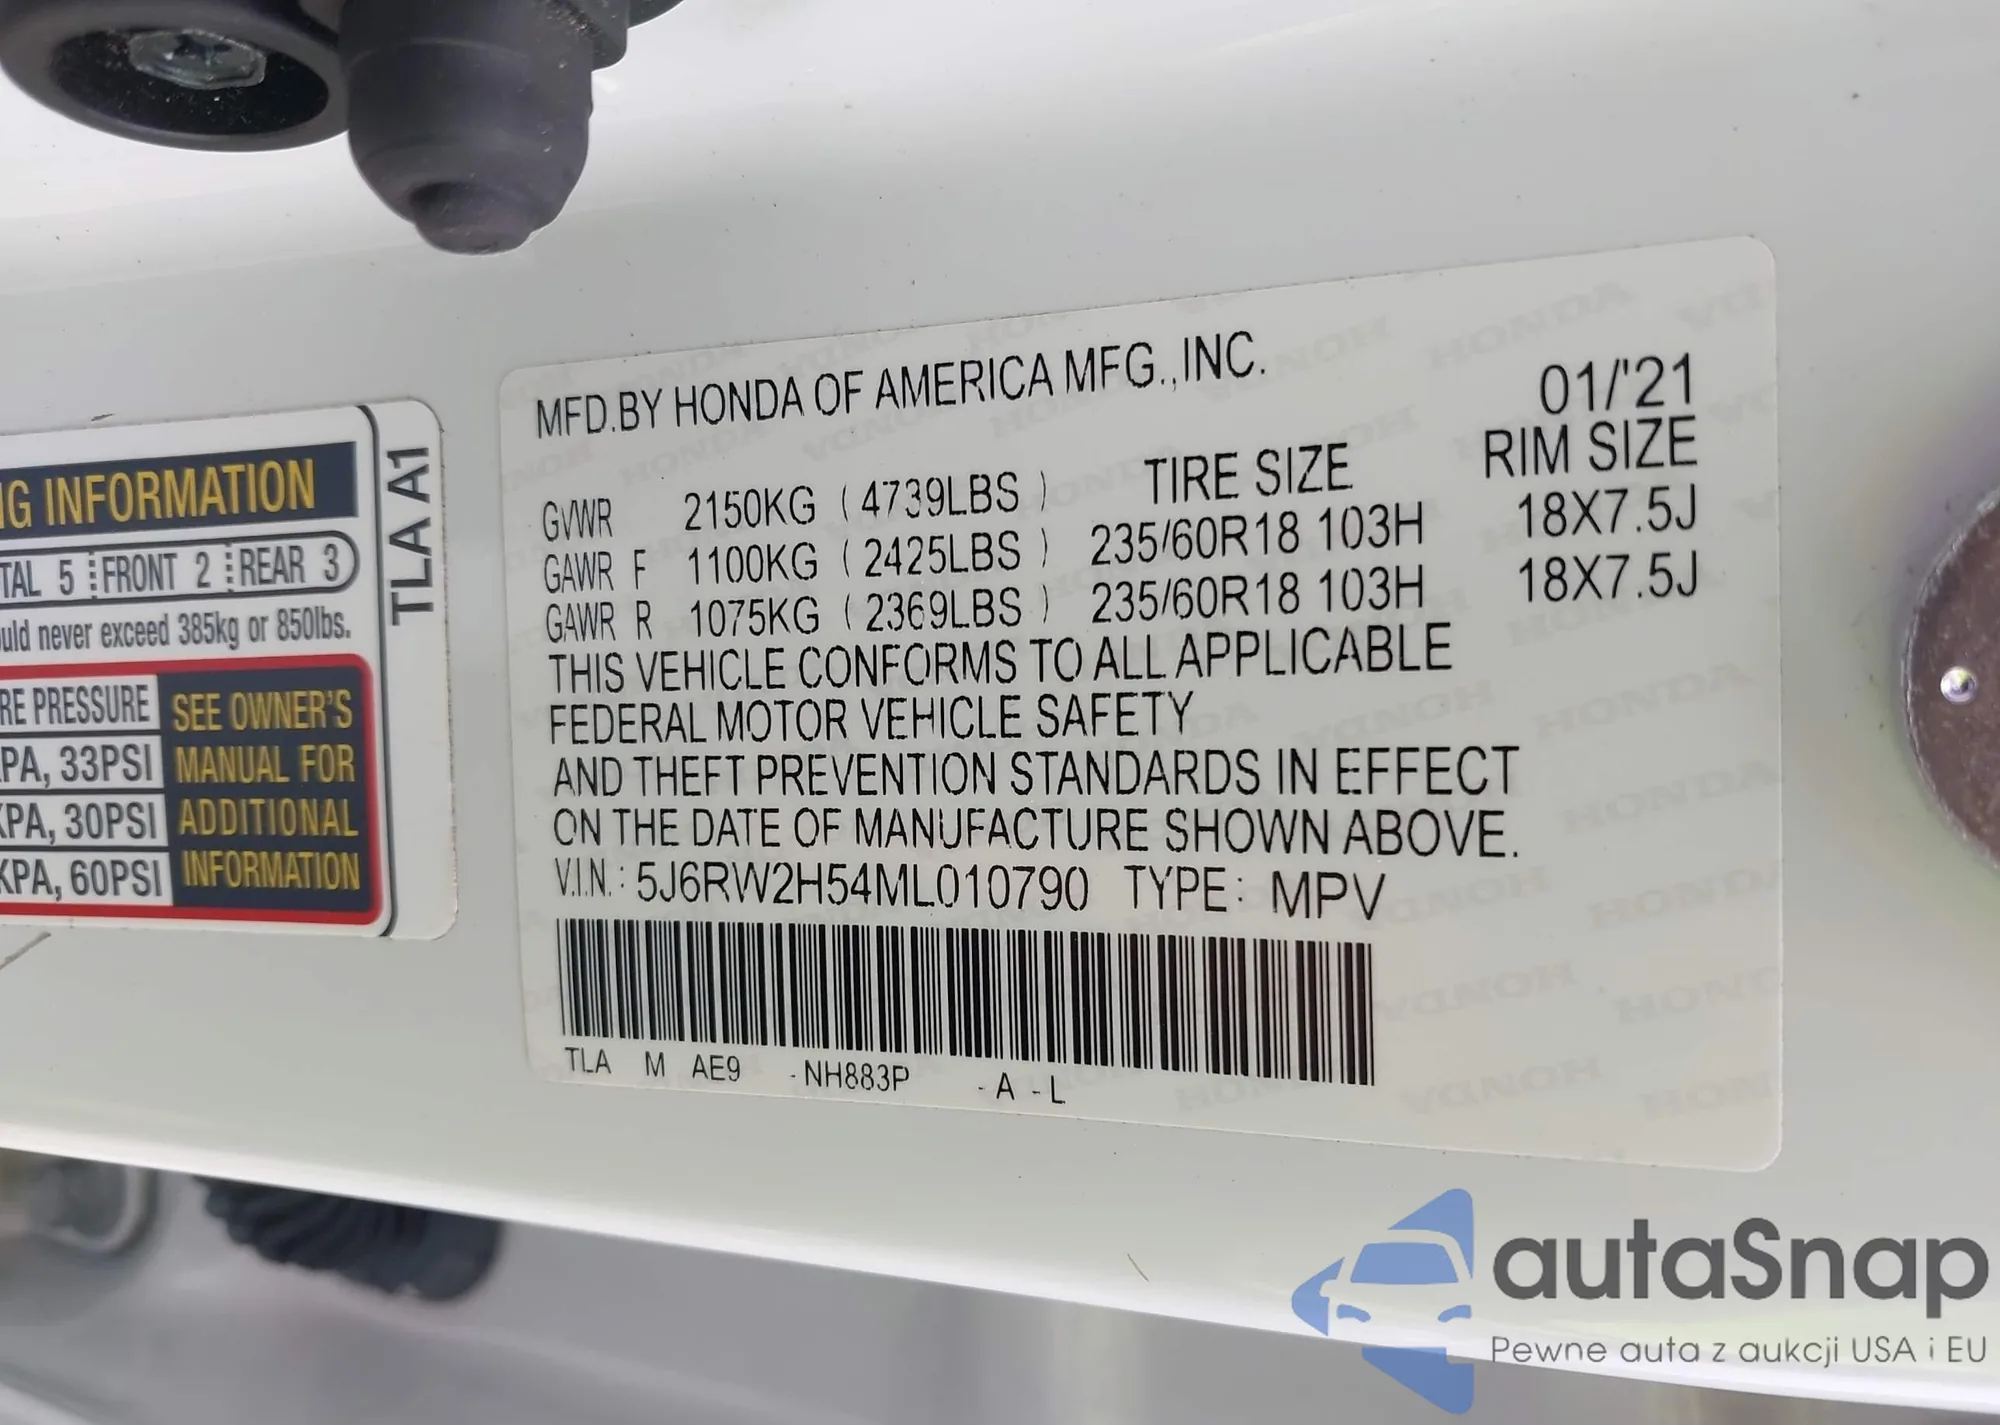 NG INFORMATION
TAL 5 FRONT 2 REAR 3
uld never exceed 385kg or 850lbs.
RE PRESSURE
PA, 33PSI
KPA, 30PSI
KPA, 60PSI
SEE OWNER'S
MANUAL FOR
ADDITIONAL
INFORMATION
TLA A1
MFD.BY HONDA OF AMERICA MFG.,INC. 01/'21
TIRE SIZE RIM SIZE
GVWR 2150KG ( 4739LBS )
GAWR F 1100KG ( 2425LBS ) 235/60R18 103H 18X7.5J
GAWR R 1075KG ( 2369LBS ) 235/60R18 103H 18X7.5J
THIS VEHICLE CONFORMS TO ALL APPLICABLE
FEDERAL MOTOR VEHICLE SAFETY
AND THEFT PREVENTION STANDARDS IN EFFECT
ON THE DATE OF MANUFACTURE SHOWN ABOVE.
V.I.N.: 5J6RW2H54ML010790 TYPE: MPV
TLA M AE9 -NH883P -A -L
autaSnap
Pewne auta z aukcji USA i EU